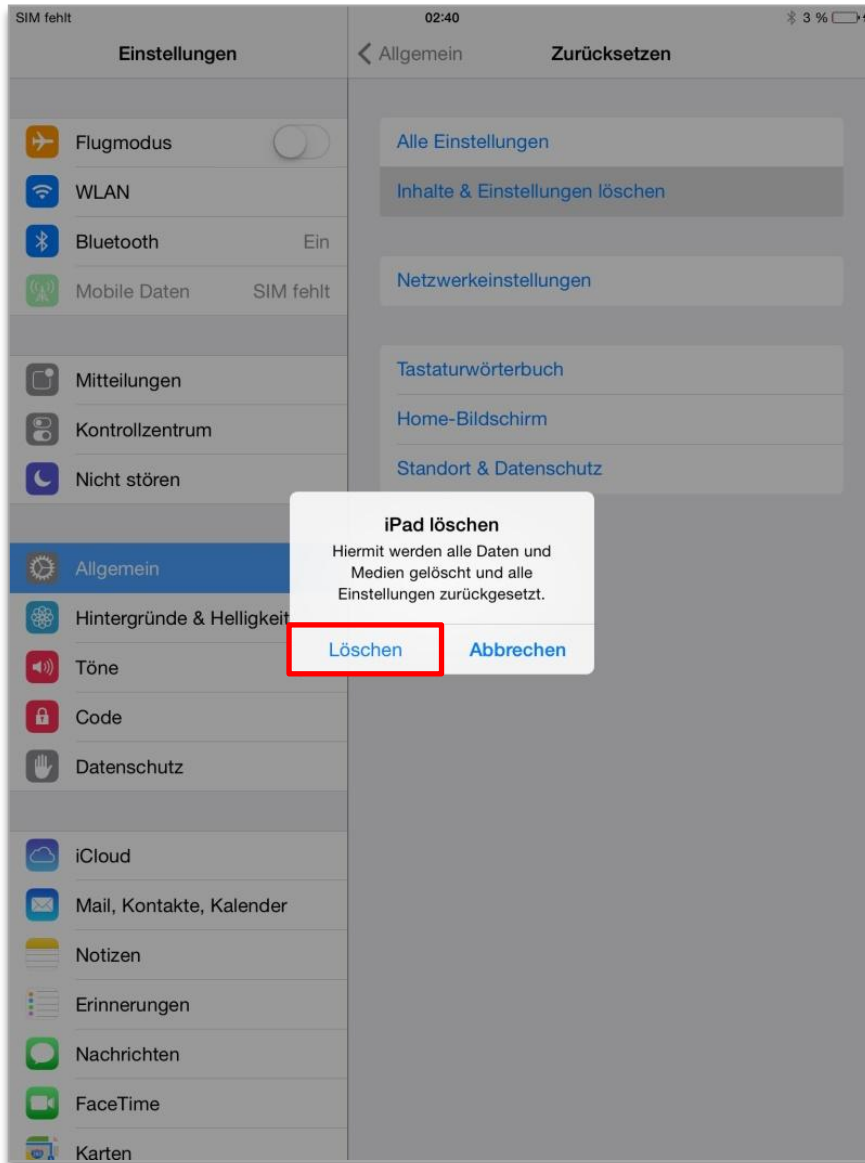 SIM fehlt
02:40
3 %
Einstellungen
Allgemein
Zurücksetzen
Flugmodus
WLAN
Bluetooth
Ein
Mobile Daten
SIM fehlt
Mitteilungen
Kontrollzentrum
Nicht stören
Allgemein
Hintergründe & Helligkeit
Töne
Code
Datenschutz
iCloud
Mail, Kontakte, Kalender
Notizen
Erinnerungen
Nachrichten
FaceTime
Karten
Alle Einstellungen
Inhalte & Einstellungen löschen
Netzwerkeinstellungen
Tastaturwörterbuch
Home-Bildschirm
Standort & Datenschutz
iPad löschen
Hiermit werden alle Daten und
Medien gelöscht und alle
Einstellungen zurückgesetzt.
Löschen
Abbrechen